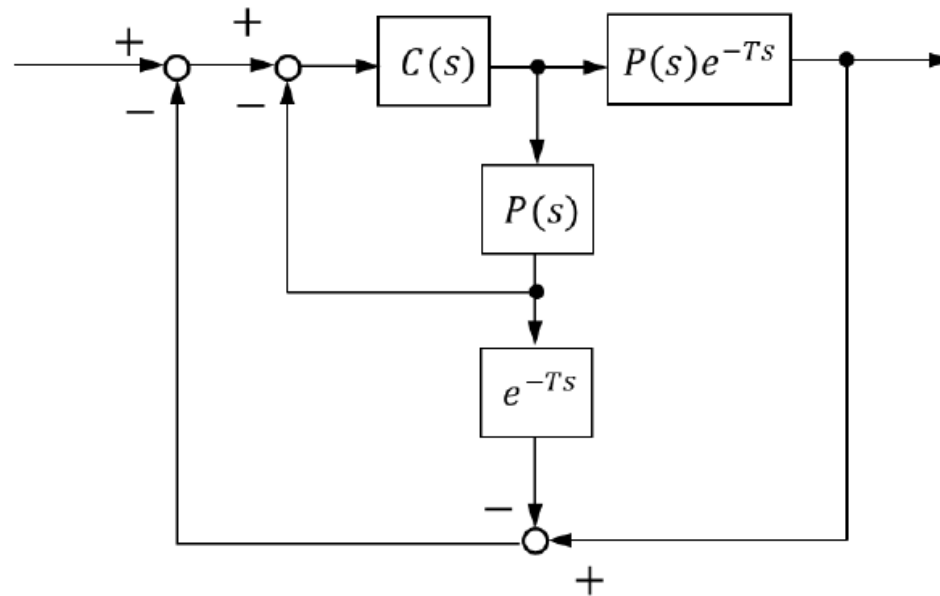 +
−
+
−
C(s)
P(s)e^{-Ts}
P(s)
e^{-Ts}
−
+